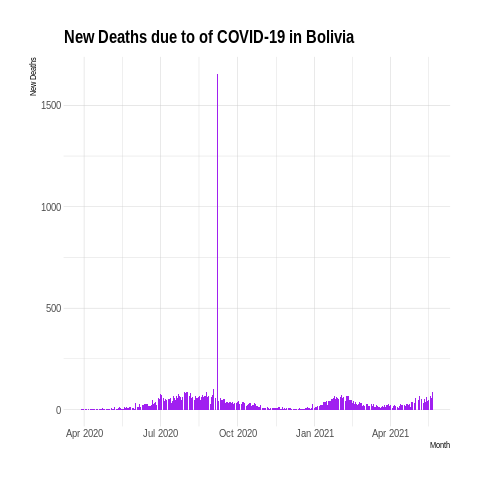 New Deaths due to of COVID-19 in Bolivia
New Deaths
1500
1000
500
0
Apr 2020 Jul 2020 Oct 2020 Jan 2021 Apr 2021
Month